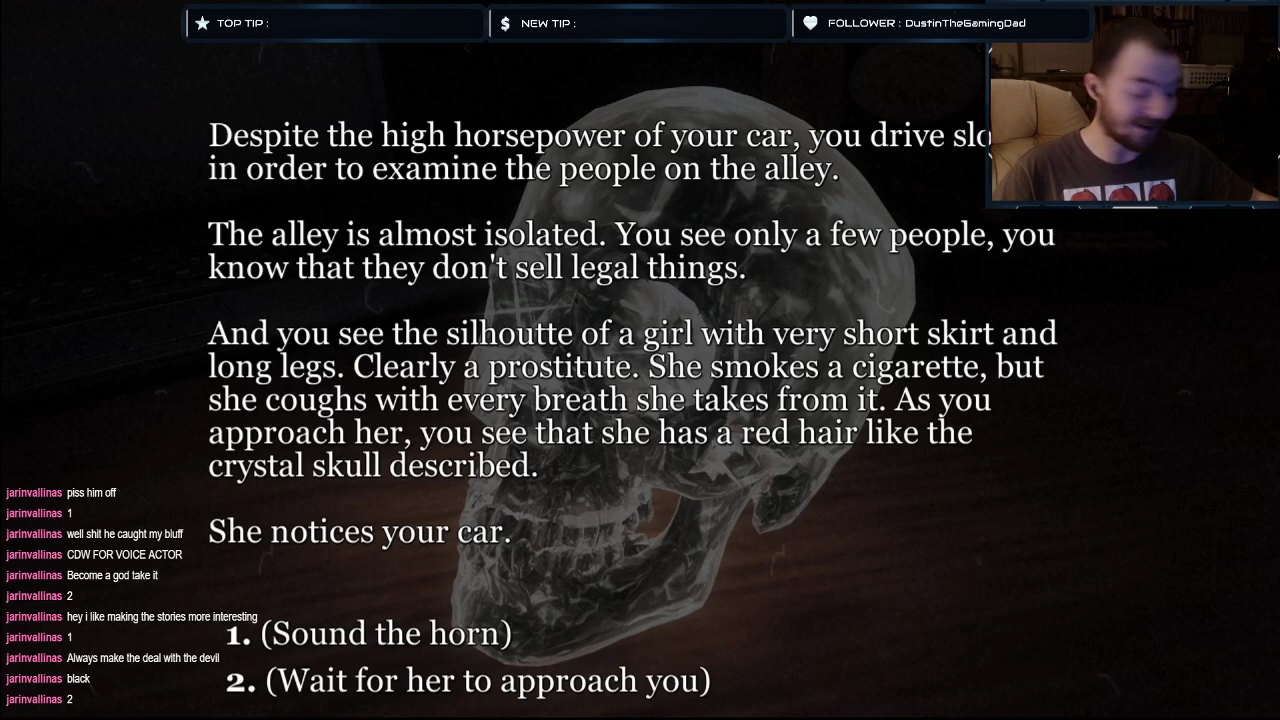 TOP TIP :
NEW TIP :
FOLLOWER : DustinTheGamingDad
Despite the high horsepower of your car, you drive slo
in order to examine the people on the alley.
The alley is almost isolated. You see only a few people, you
know that they don't sell legal things.
And you see the silhoutte of a girl with very short skirt and
long legs. Clearly a prostitute. She smokes a cigarette, but
she coughs with every breath she takes from it. As you
approach her, you see that she has a red hair like the
crystal skull described.
She notices your car.
1. (Sound the horn)
2. (Wait for her to approach you)
jarinvallinas piss him off
jarinvallinas 1
jarinvallinas well shit he caught my bluff
jarinvallinas CDW FOR VOICE ACTOR
jarinvallinas Become a god take it
jarinvallinas 2
jarinvallinas hey i like making the stories more interesting
jarinvallinas 1
jarinvallinas Always make the deal with the devil
jarinvallinas black
jarinvallinas 2